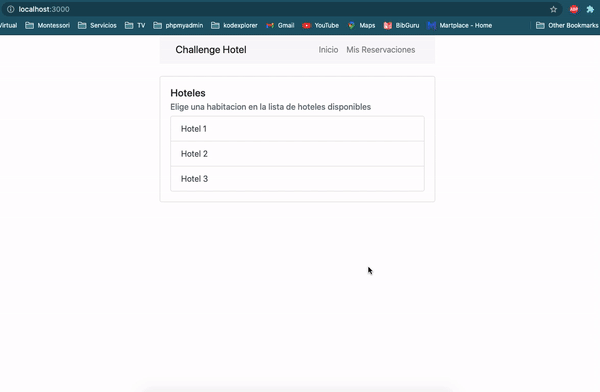 localhost:3000
Virtual Montessori Servicios TV phpmyadmin kodexplorer Gmail YouTube Maps BibGuru Martplace - Home Other Bookmarks
Challenge Hotel Inicio Mis Reservaciones
Hoteles
Elige una habitacion en la lista de hoteles disponibles
Hotel 1
Hotel 2
Hotel 3